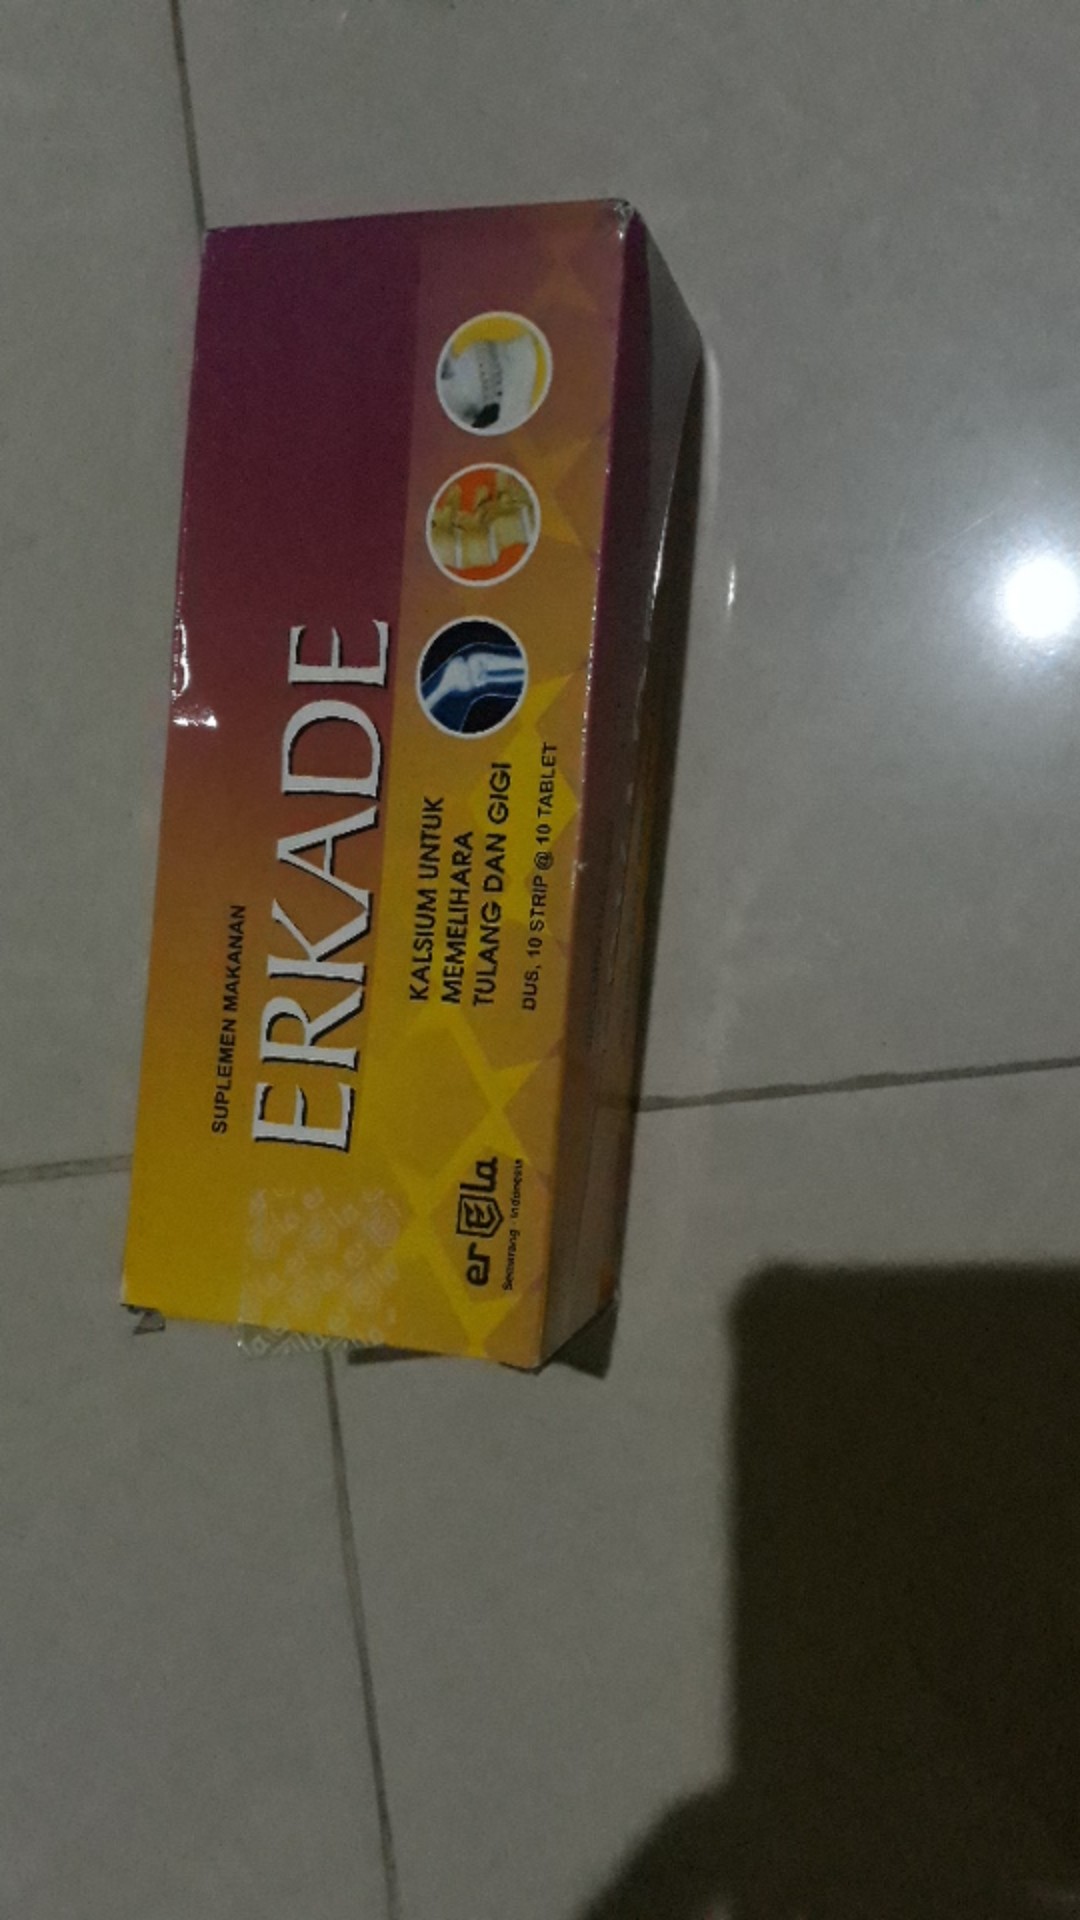 SUPLEMEN MAKANAN
ERKADE
KALSIUM UNTUK
MEMELIHARA
TULANG DAN GIGI
DUS, 10 STRIP @ 10 TABLET
erela
Semarang - Indonesia